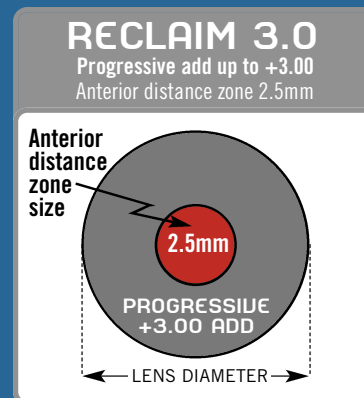 RECLAIM 3.0
Progressive add up to +3.00
Anterior distance zone 2.5mm
Anterior
distance
zone
size
2.5mm
PROGRESSIVE
+3.00 ADD
LENS DIAMETER